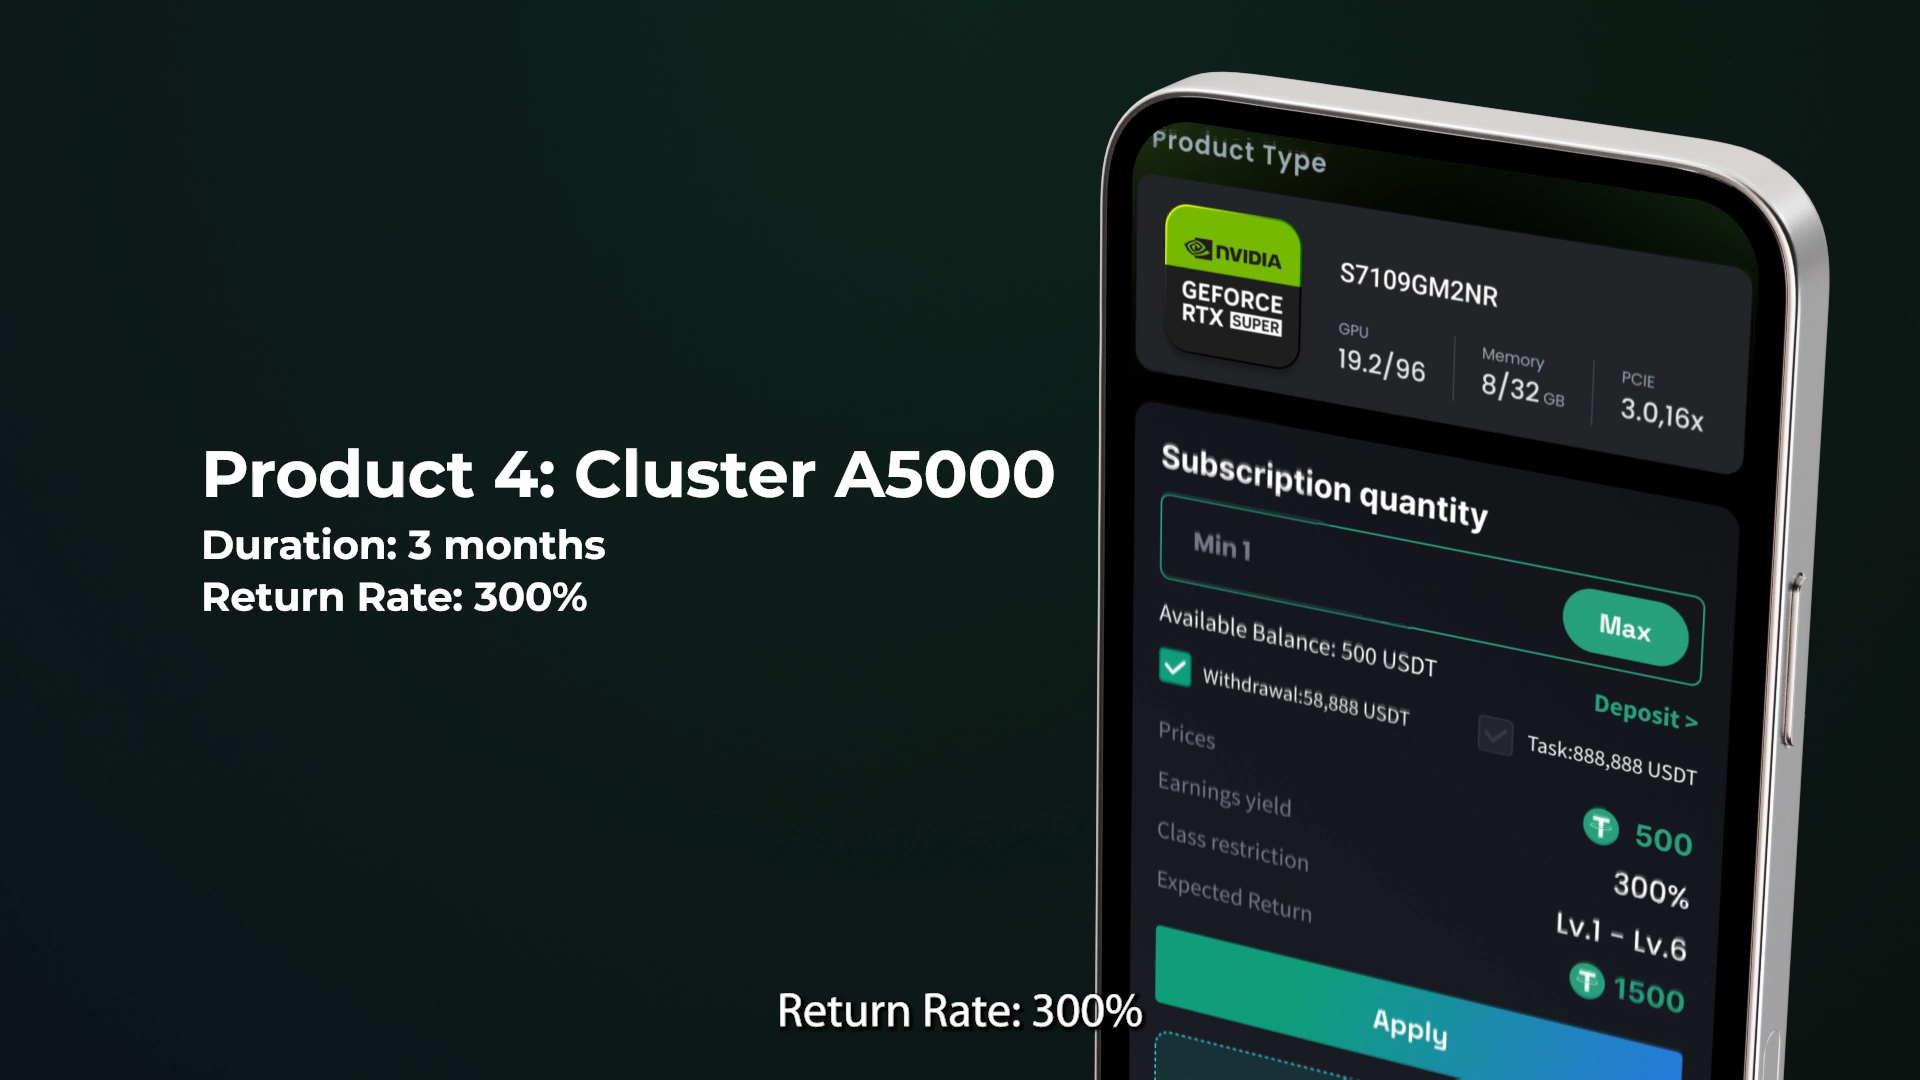 Product 4: Cluster A5000
Duration: 3 months
Return Rate: 300%
Product Type
NVIDIA
GEFORCE
RTX SUPER
S7109GM2NR
GPU
19.2/96
Memory
8/32 GB
PCIE
3.0,16x
Subscription quantity
Min 1
Max
Available Balance: 500 USDT
Deposit >
Withdrawal:58,888 USDT
Task:888,888 USDT
Prices
500
Earnings yield
300%
Class restriction
Lv.1 - Lv.6
Expected Return
1500
Apply
Return Rate: 300%